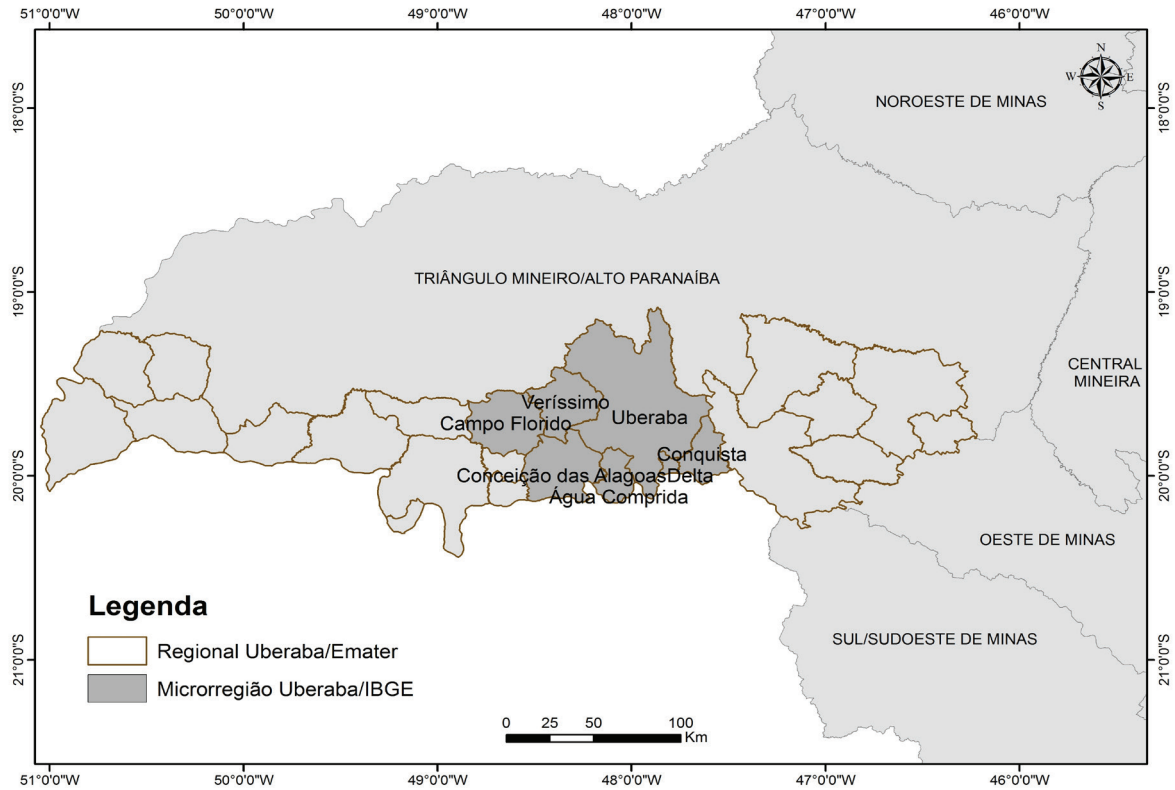 51°0'0"W 50°0'0"W 49°0'0"W 48°0'0"W 47°0'0"W 46°0'0"W
N
W E
S
NOROESTE DE MINAS
18°0'0"S 18°0'0"S
TRIÂNGULO MINEIRO/ALTO PARANAÍBA
19°0'0"S 19°0'0"S
CENTRAL
MINEIRA
Veríssimo
Campo Florido Uberaba
Conquista
Conceição das Alagoas Delta
20°0'0"S 20°0'0"S
Água Comprida
OESTE DE MINAS
Legenda
SUL/SUDOESTE DE MINAS
Regional Uberaba/Emater
21°0'0"S 21°0'0"S
Microrregião Uberaba/IBGE
0 25 50 100
Km
51°0'0"W 50°0'0"W 49°0'0"W 48°0'0"W 47°0'0"W 46°0'0"W